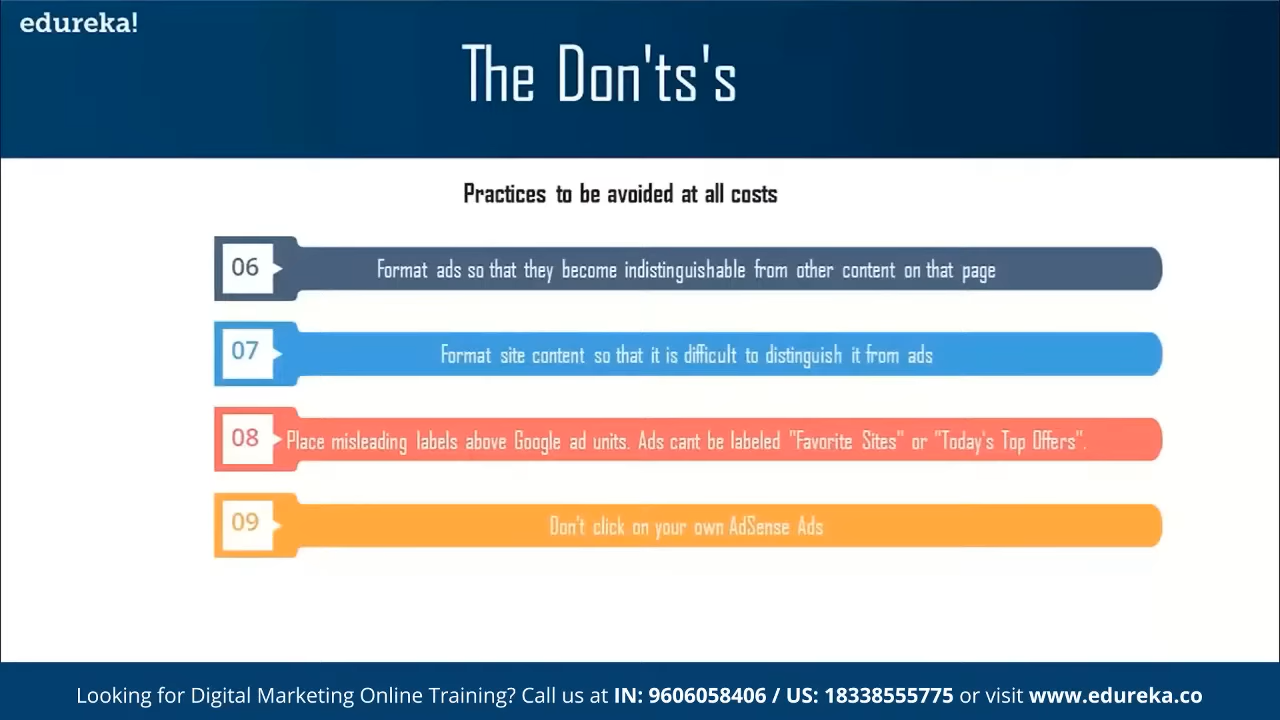 edureka!
The Don'ts's
Practices to be avoided at all costs
06
Format ads so that they become indistinguishable from other content on that page
07
Format site content so that it is difficult to distinguish it from ads
08
Place misleading labels above Google ad units. Ads cant be labeled "Favorite Sites" or "Today's Top Offers".
09
Don't click on your own AdSense Ads
Looking for Digital Marketing Online Training? Call us at IN: 9606058406 / US: 18338555775 or visit www.edureka.co